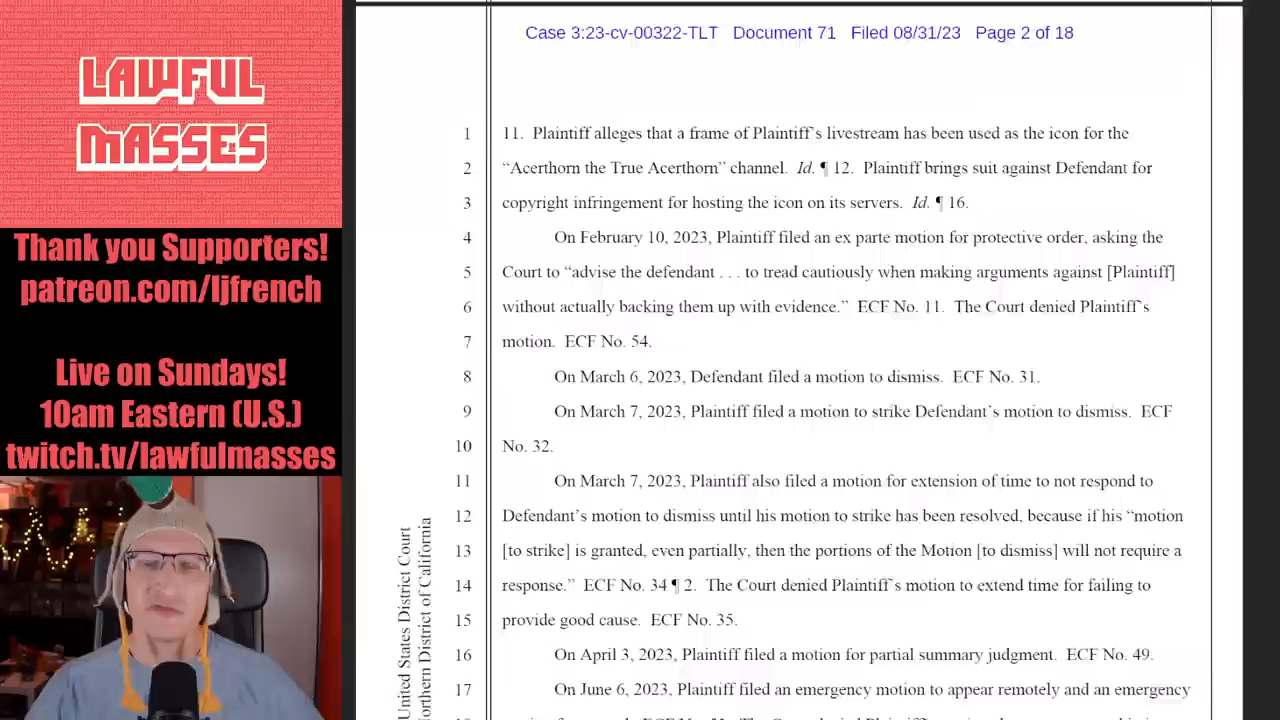 LAWFUL
MASSES
Thank you Supporters!
patreon.com/ljfrench
Live on Sundays!
10am Eastern (U.S.)
twitch.tv/lawfulmasses
Case 3:23-cv-00322-TLT Document 71 Filed 08/31/23 Page 2 of 18
1 11. Plaintiff alleges that a frame of Plaintiff's livestream has been used as the icon for the
2 “Acerthorn the True Acerthorn” channel. Id. ¶ 12. Plaintiff brings suit against Defendant for
3 copyright infringement for hosting the icon on its servers. Id. ¶ 16.
4 On February 10, 2023, Plaintiff filed an ex parte motion for protective order, asking the
5 Court to “advise the defendant . . . to tread cautiously when making arguments against [Plaintiff]
6 without actually backing them up with evidence.” ECF No. 11. The Court denied Plaintiff's
7 motion. ECF No. 54.
8 On March 6, 2023, Defendant filed a motion to dismiss. ECF No. 31.
9 On March 7, 2023, Plaintiff filed a motion to strike Defendant's motion to dismiss. ECF
10 No. 32.
11 On March 7, 2023, Plaintiff also filed a motion for extension of time to not respond to
12 Defendant's motion to dismiss until his motion to strike has been resolved, because if his “motion
13 [to strike] is granted, even partially, then the portions of the Motion [to dismiss] will not require a
14 response.” ECF No. 34 ¶ 2. The Court denied Plaintiff's motion to extend time for failing to
15 provide good cause. ECF No. 35.
16 On April 3, 2023, Plaintiff filed a motion for partial summary judgment. ECF No. 49.
17 On June 6, 2023, Plaintiff filed an emergency motion to appear remotely and an emergency
United States District Court
Northern District of California